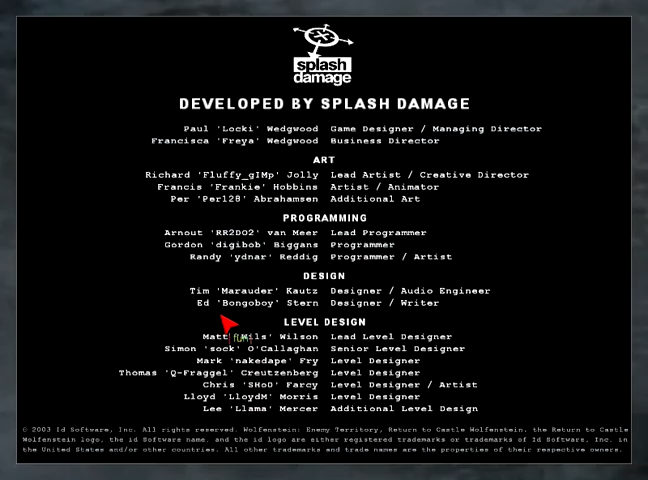 splash
damage
DEVELOPED BY SPLASH DAMAGE
Paul 'Locki' Wedgwood Game Designer / Managing Director
Francisca 'Freya' Wedgwood Business Director
ART
Richard 'Fluffy_gIMp' Jolly Lead Artist / Creative Director
Francis 'Frankie' Hobbins Artist / Animator
Per 'Per128' Abrahamsen Additional Art
PROGRAMMING
Arnout 'RR2DO2' van Meer Lead Programmer
Gordon 'digibob' Biggans Programmer
Randy 'ydnar' Reddig Programmer / Artist
DESIGN
Tim 'Marauder' Kautz Designer / Audio Engineer
Ed 'Bongoboy' Stern Designer / Writer
LEVEL DESIGN
Matt Wilson Lead Level Designer
Simon 'sock' O'Callaghan Senior Level Designer
Mark 'nakedape' Fry Level Designer
Thomas 'Q-Fraggel' Creutzenberg Level Designer
Chris 'SHoD' Farcy Level Designer / Artist
Lloyd 'LloydM' Morris Level Designer
Lee 'Llama' Mercer Additional Level Design
© 2003 Id Software, Inc. All rights reserved. Wolfenstein: Enemy Territory, Return to Castle Wolfenstein, the Return to Castle
Wolfenstein logo, the id Software name, and the id logo are either registered trademarks or trademarks of Id Software, Inc. in
the United States and/or other countries. All other trademarks and trade names are the properties of their respective owners.